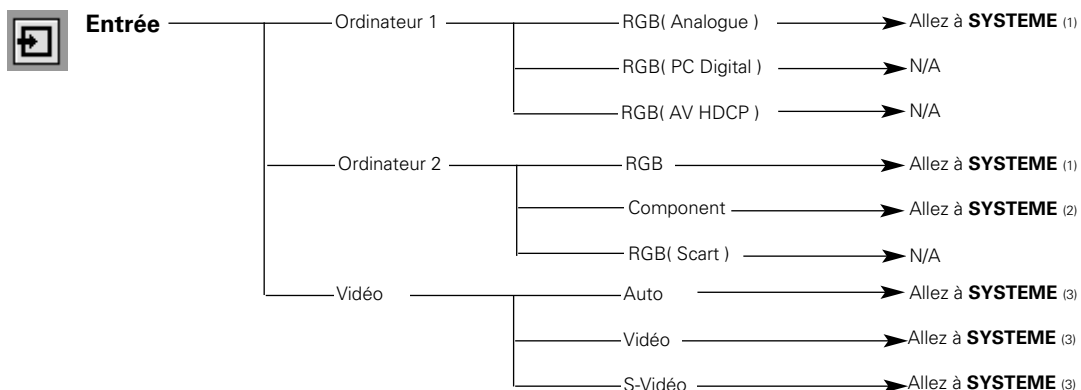 Entrée Ordinateur 1 RGB( Analogue ) Allez à SYSTEME (1)
RGB( PC Digital ) N/A
RGB( AV HDCP ) N/A
Ordinateur 2 RGB Allez à SYSTEME (1)
Component Allez à SYSTEME (2)
RGB( Scart ) N/A
Vidéo Auto Allez à SYSTEME (3)
Vidéo Allez à SYSTEME (3)
S-Vidéo Allez à SYSTEME (3)